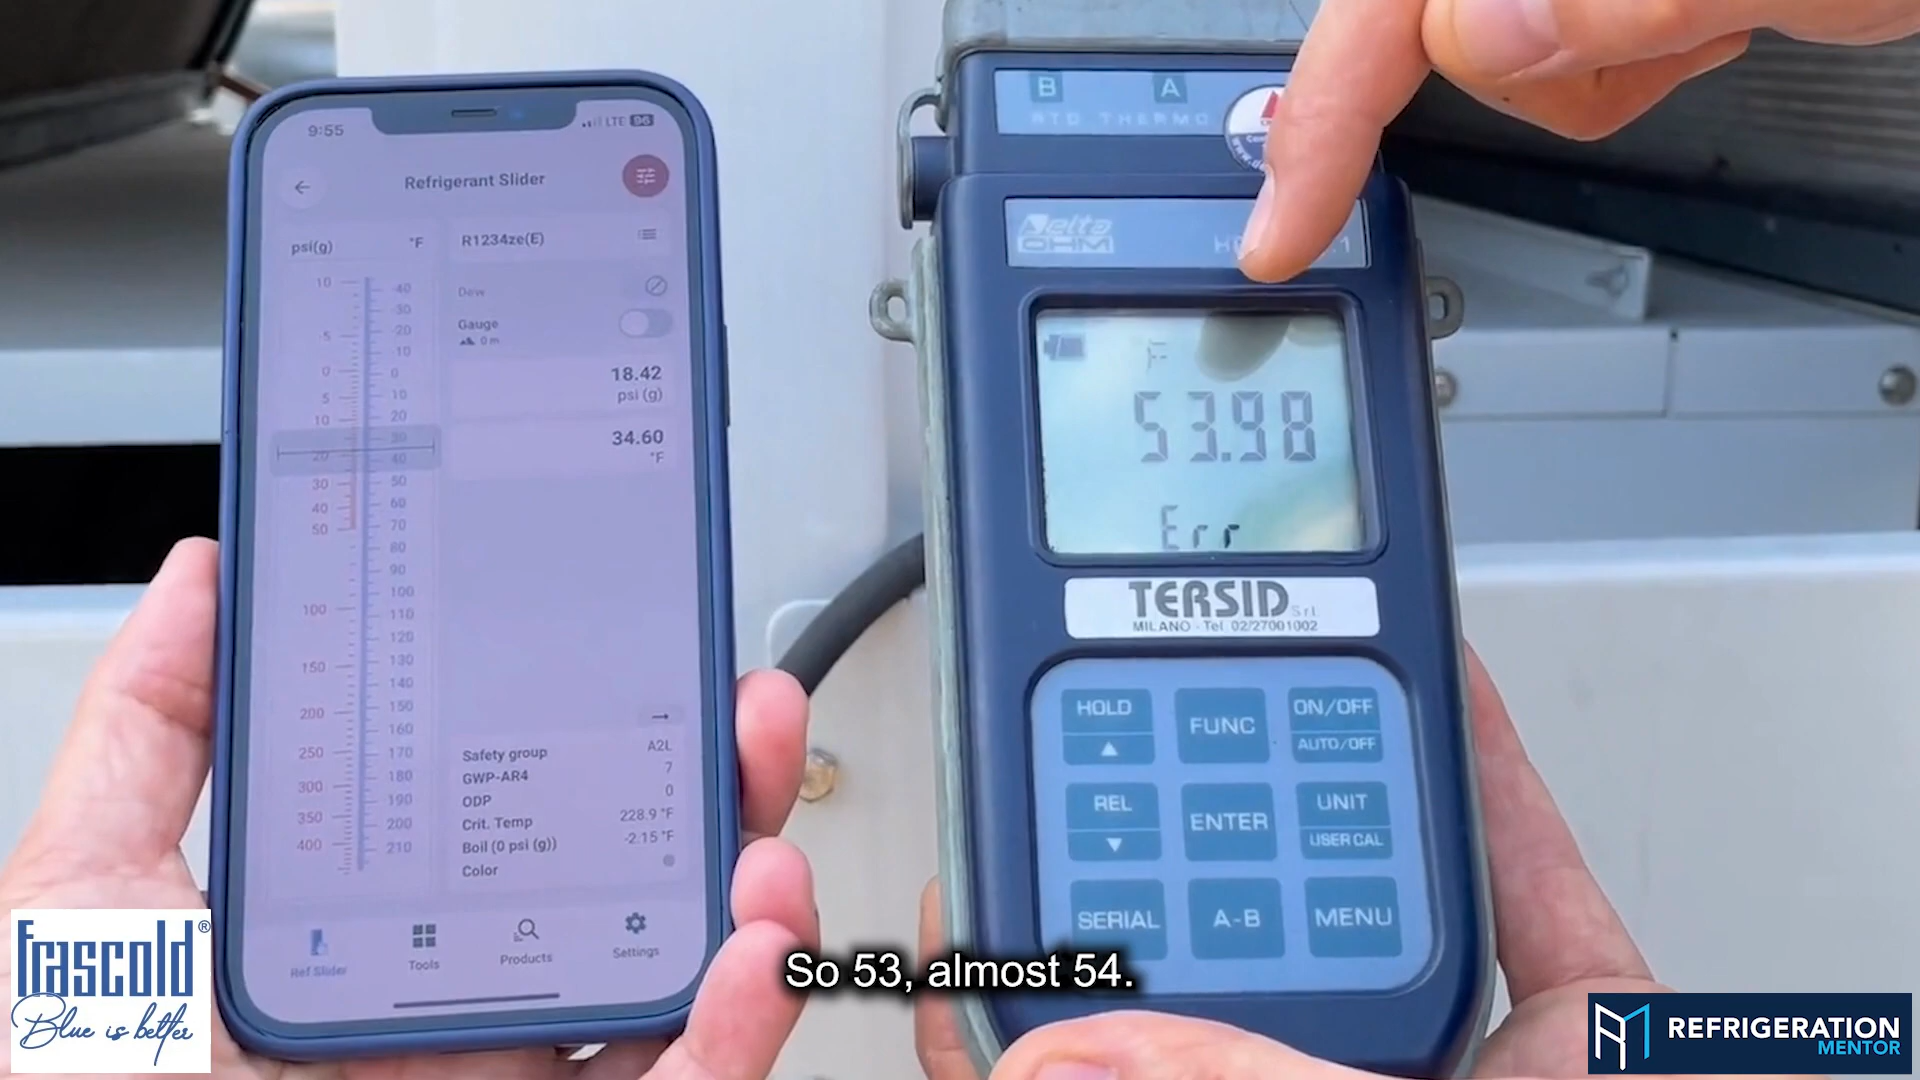 9:55
LTE 96
Refrigerant Slider
psi(g) °F
R1234ze(E)
Dew
Gauge
0 m
18.42
psi (g)
34.60
°F
10
5
0
5
10
20
30
40
50
100
150
200
250
300
350
400
-40
-30
-20
-10
0
10
20
30
40
50
60
70
80
90
100
110
120
130
140
150
160
170
180
190
200
210
Safety group A2L
GWP-AR4 7
ODP 0
Crit. Temp 228.9 °F
Boil (0 psi (g)) -2.15 °F
Color
Ref Slider
Tools
Products
Settings
B A
RTD THERMO
Delta
OHM
F
53.98
Err
TERSID S.r.l.
MILANO - Tel. 02/27001002
HOLD
FUNC
ON/OFF
AUTO/OFF
REL
ENTER
UNIT
USER CAL
SERIAL
A-B
MENU
So 53, almost 54.
frascold®
Blue is better
REFRIGERATION
MENTOR